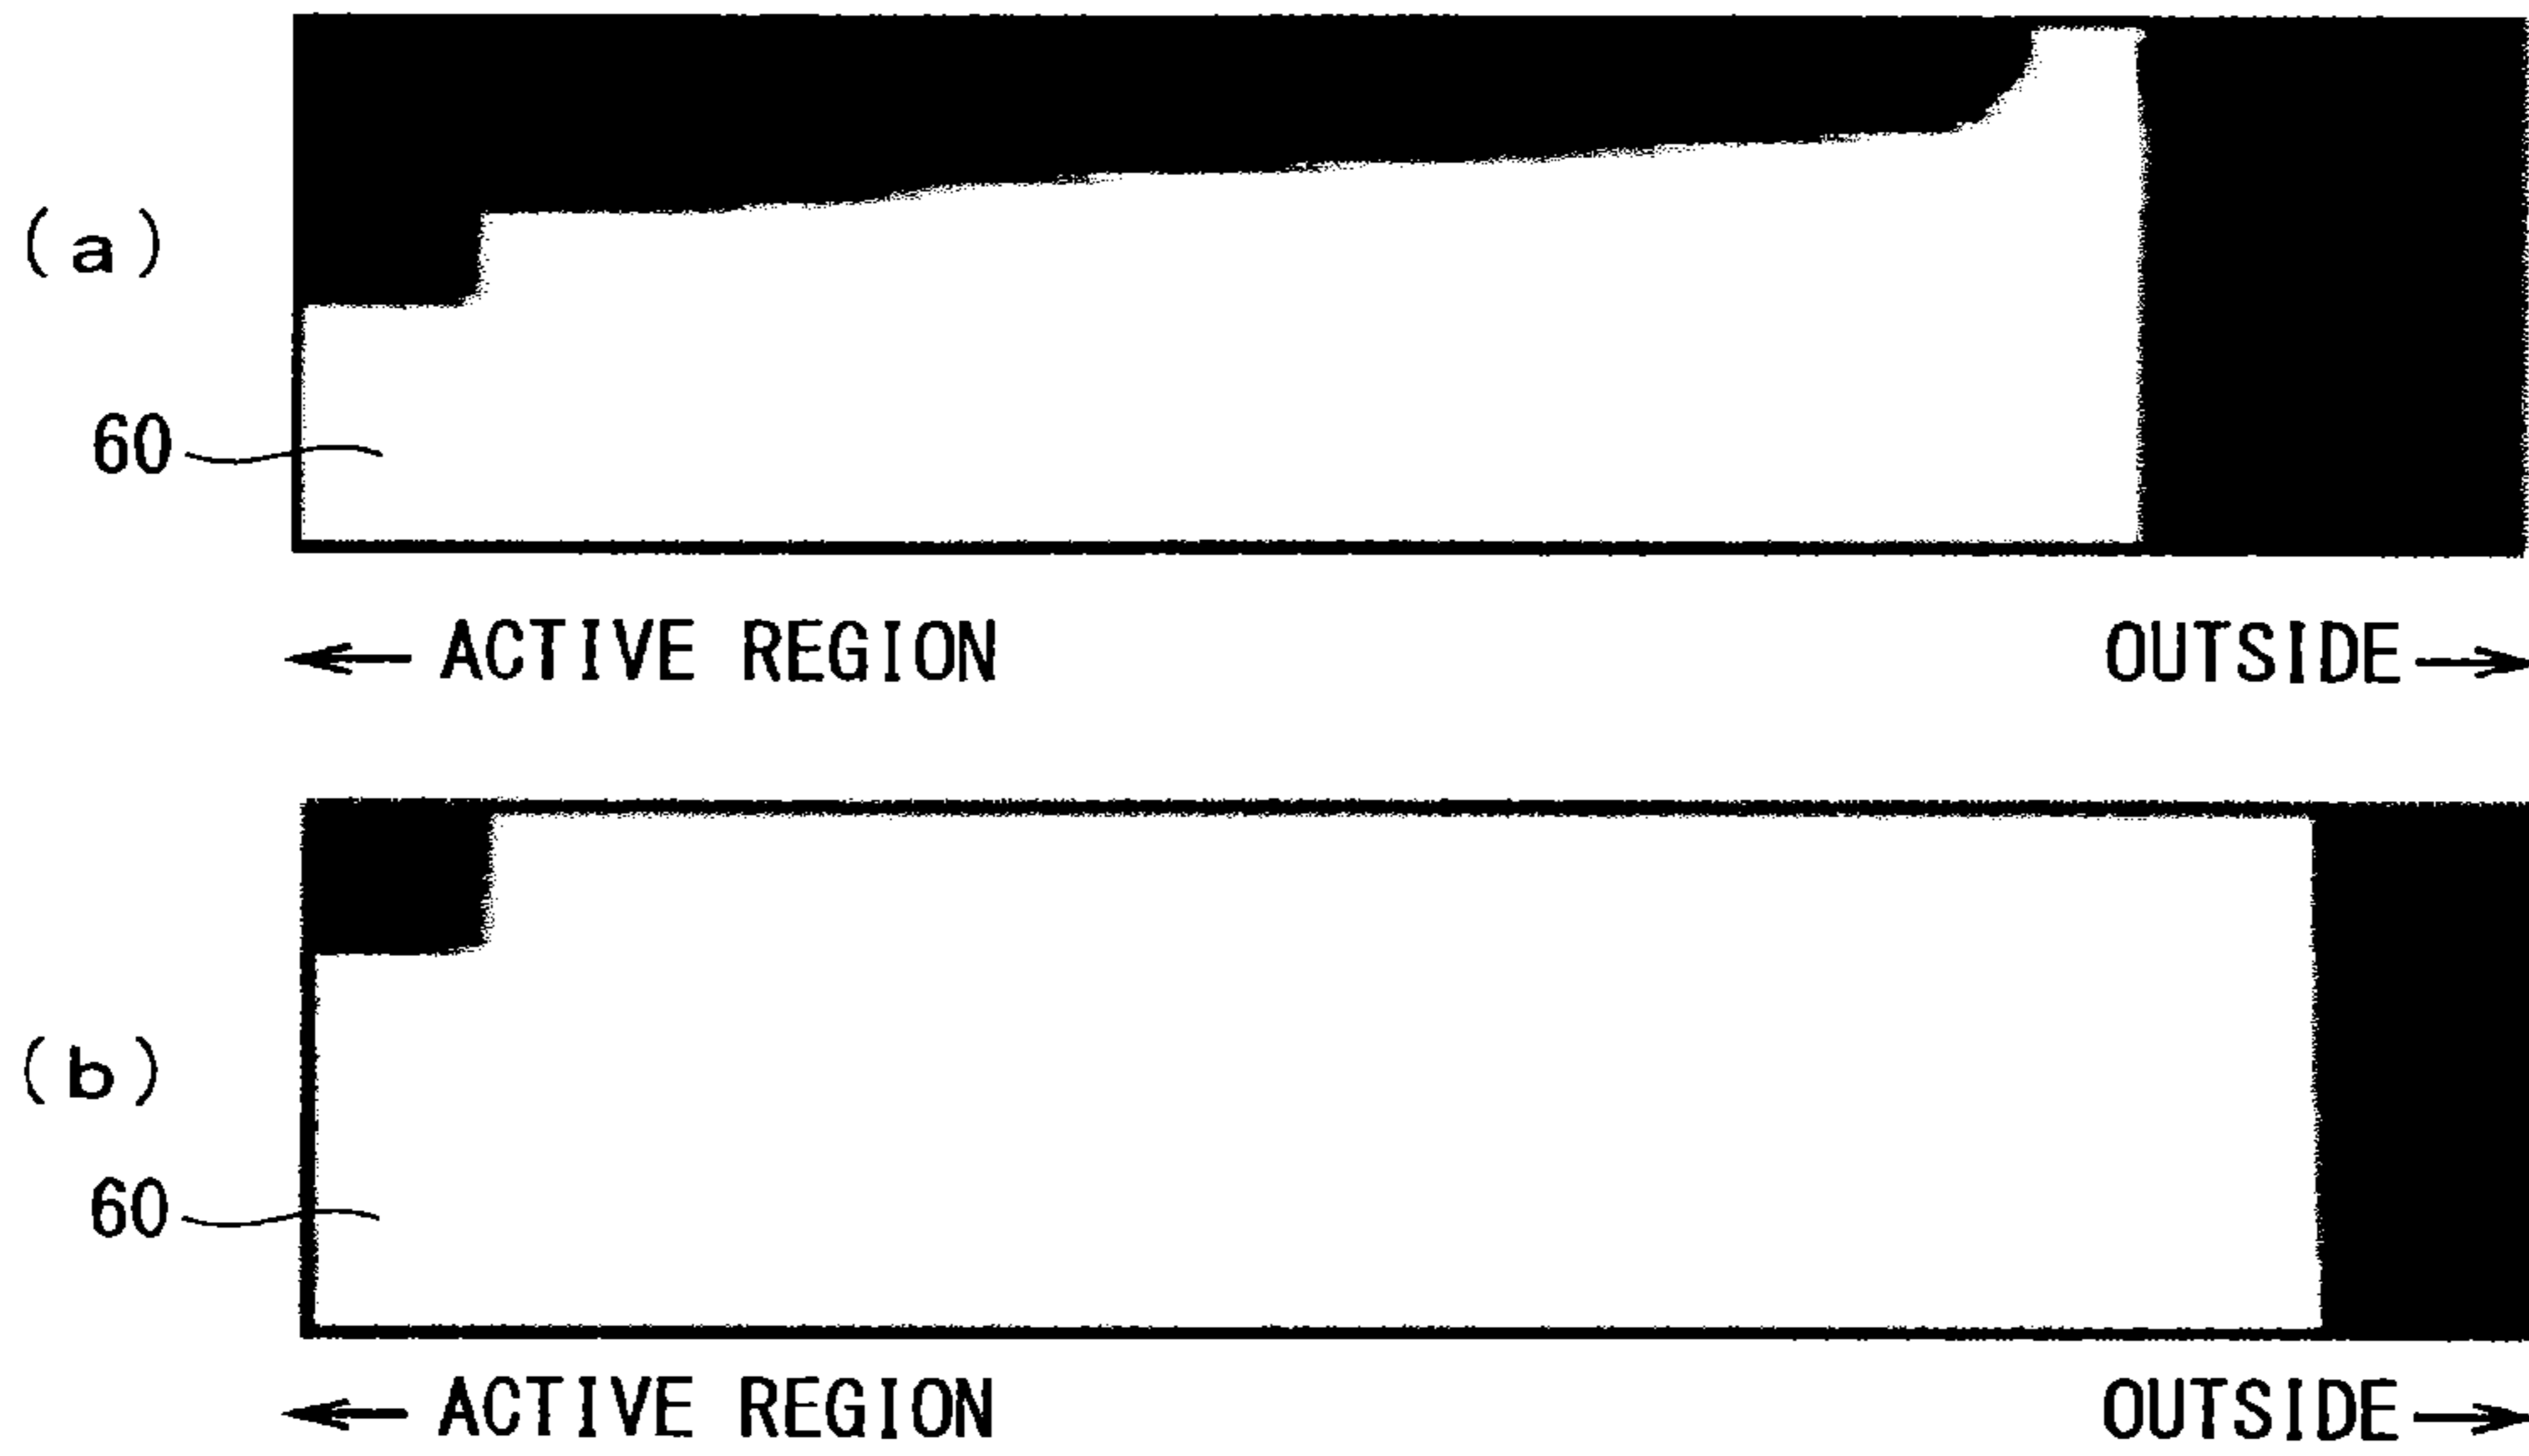 (a)
60
← ACTIVE REGION OUTSIDE →
(b)
60
← ACTIVE REGION OUTSIDE →